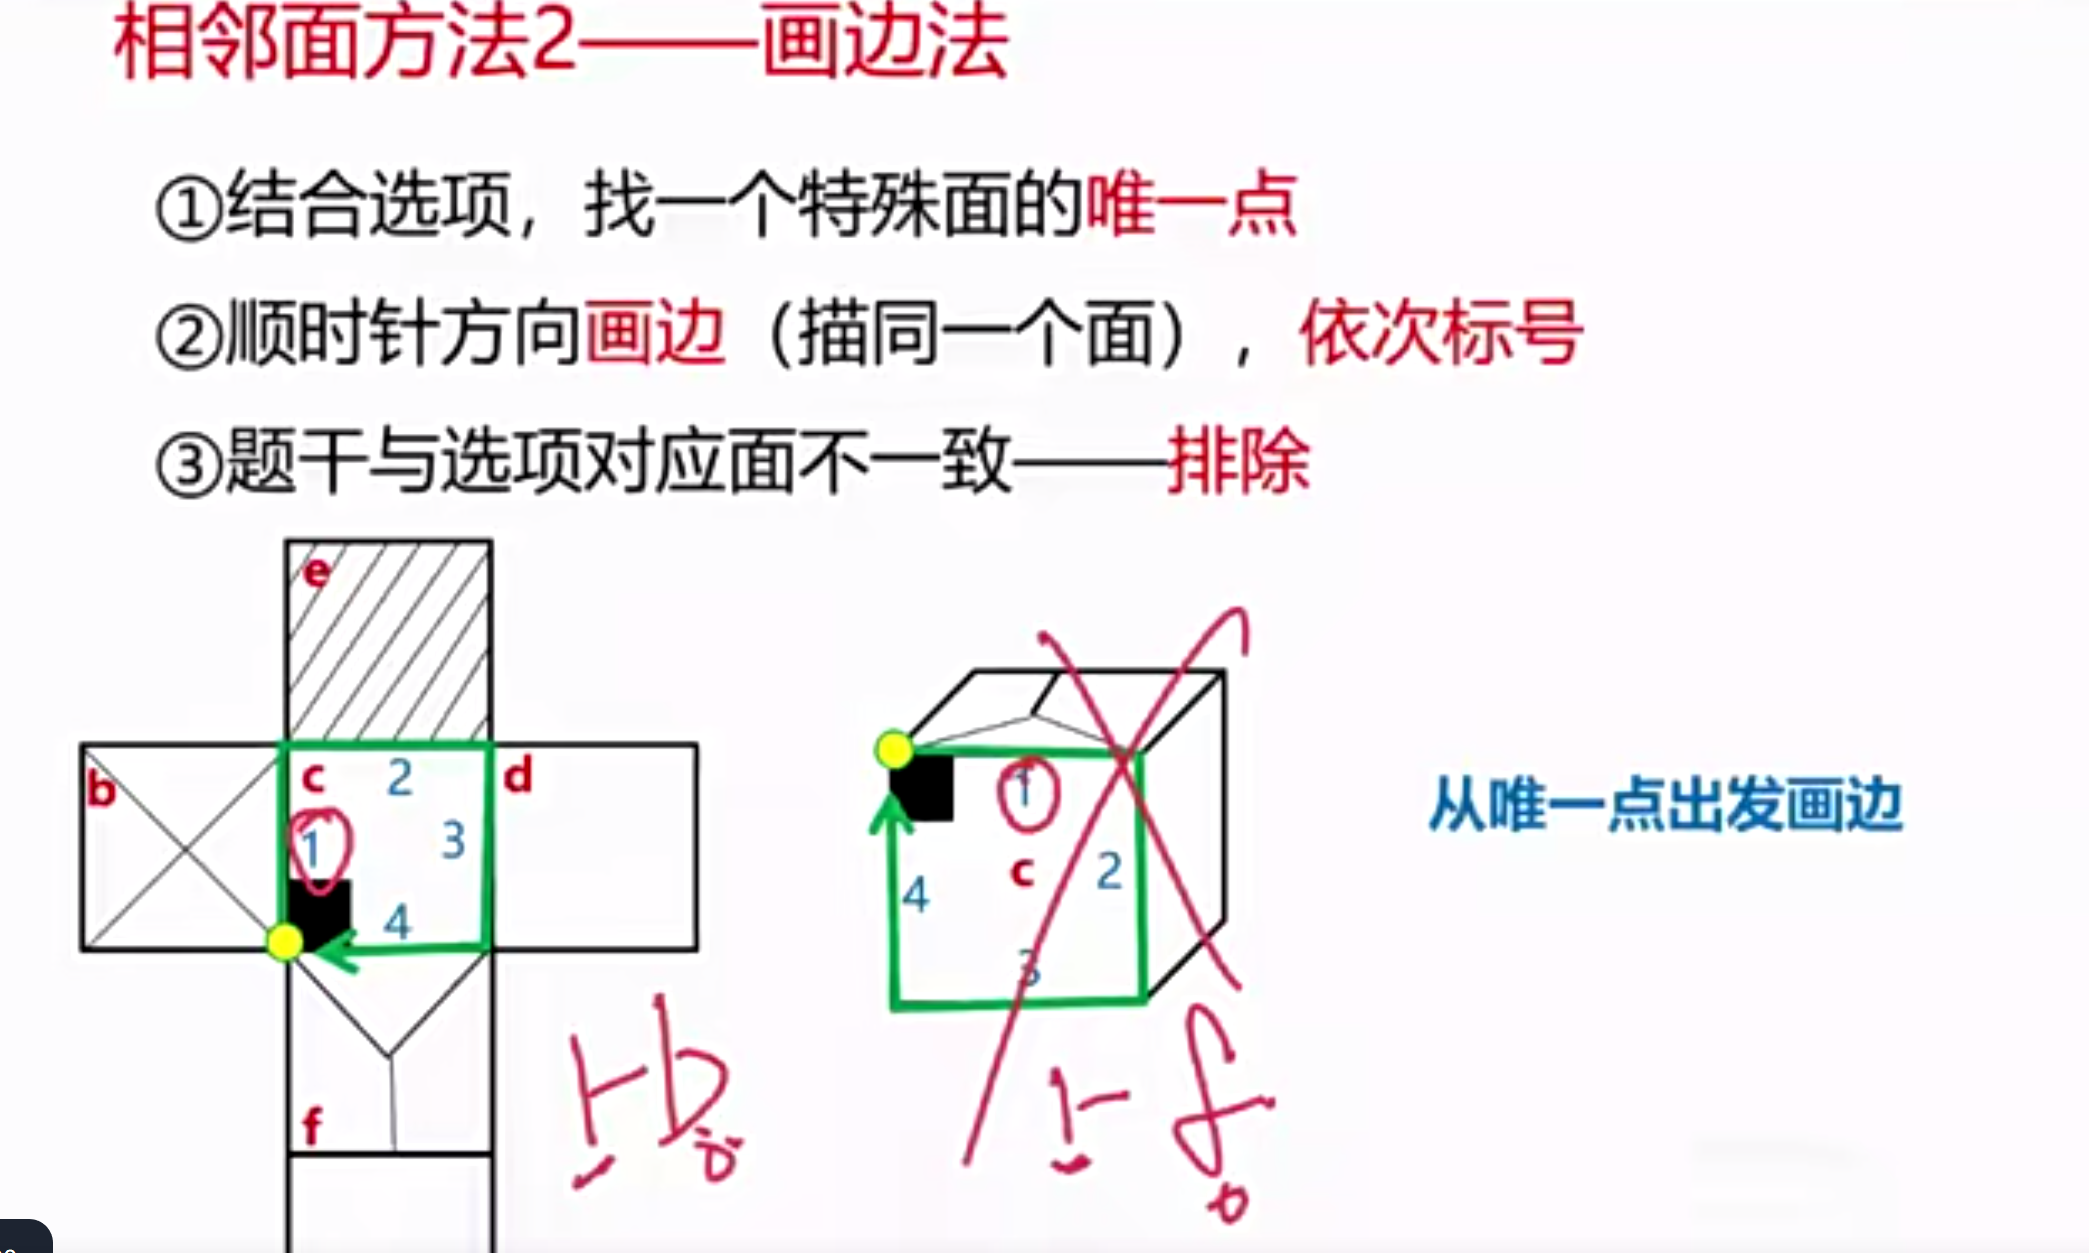 相邻面方法2——画边法
①结合选项，找一个特殊面的唯一点
②顺时针方向画边（描同一个面），依次标号
③题干与选项对应面不一致——排除
e
b
c
2
d
1
3
4
f
1
c
2
4
3
从唯一点出发画边
1-b
1-f